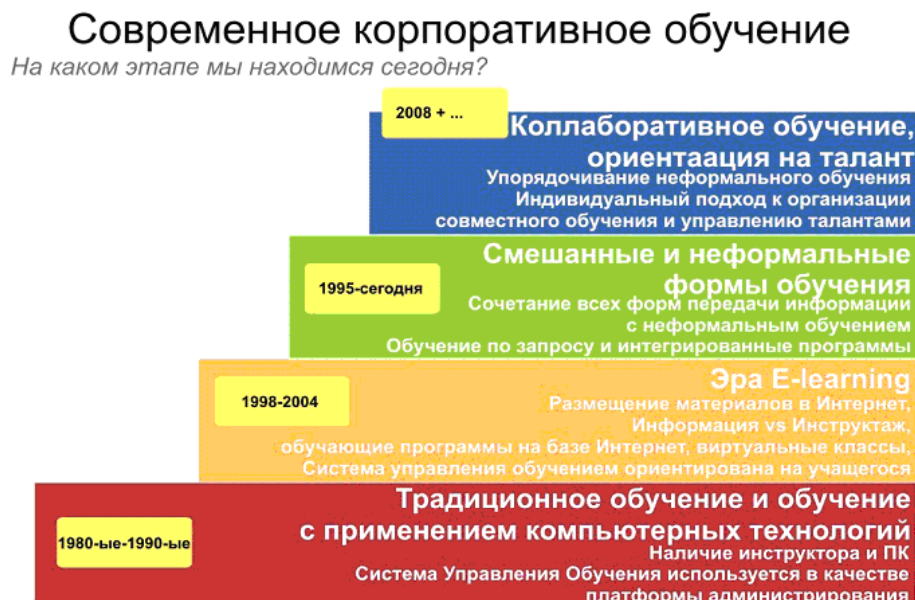 Современное корпоративное обучение
На каком этапе мы находимся сегодня?
2008 + ...
Коллаборативное обучение,
ориентаация на талант
Упорядочивание неформального обучения
Индивидуальный подход к организации
совместного обучения и управлению талантами
1995-сегодня
Смешанные и неформальные
формы обучения
Сочетание всех форм передачи информации
с неформальным обучением
Обучение по запросу и интегрированные программы
1998-2004
Эра E-learning
Размещение материалов в Интернет,
Информация vs Инструктаж,
обучающие программы на базе Интернет, виртуальные классы,
Система управления обучением ориентирована на учащегося
1980-ые-1990-ые
Традиционное обучение и обучение
с применением компьютерных технологий
Наличие инструктора и ПК
Система Управления Обучения используется в качестве
платформы администрирования